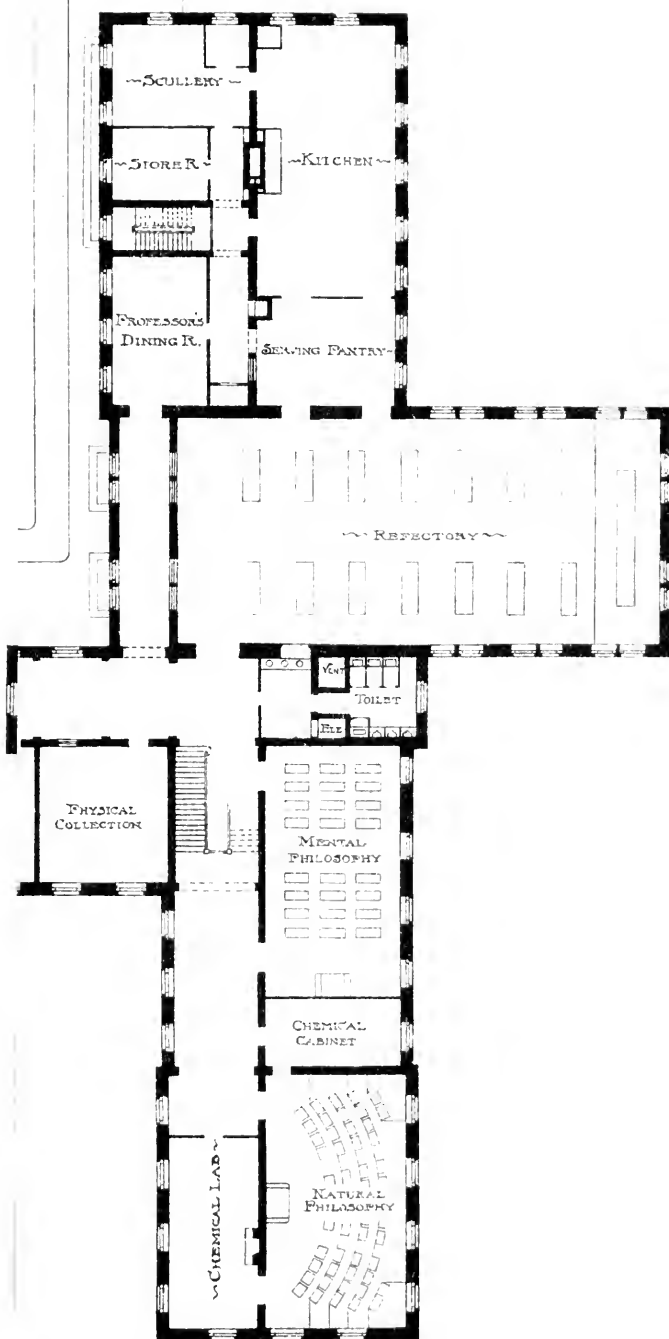 ~SCULLERY~
~STORE R~
~KITCHEN~
PROFESSOR'S
DINING R.
SERVING PANTRY~
~REFECTORY~
VENT
TOILET
ELE
PHYSICAL
COLLECTION
MENTAL
PHILOSOPHY
CHEMICAL
CABINET
~CHEMICAL LAB~
NATURAL
PHILOSOPHY